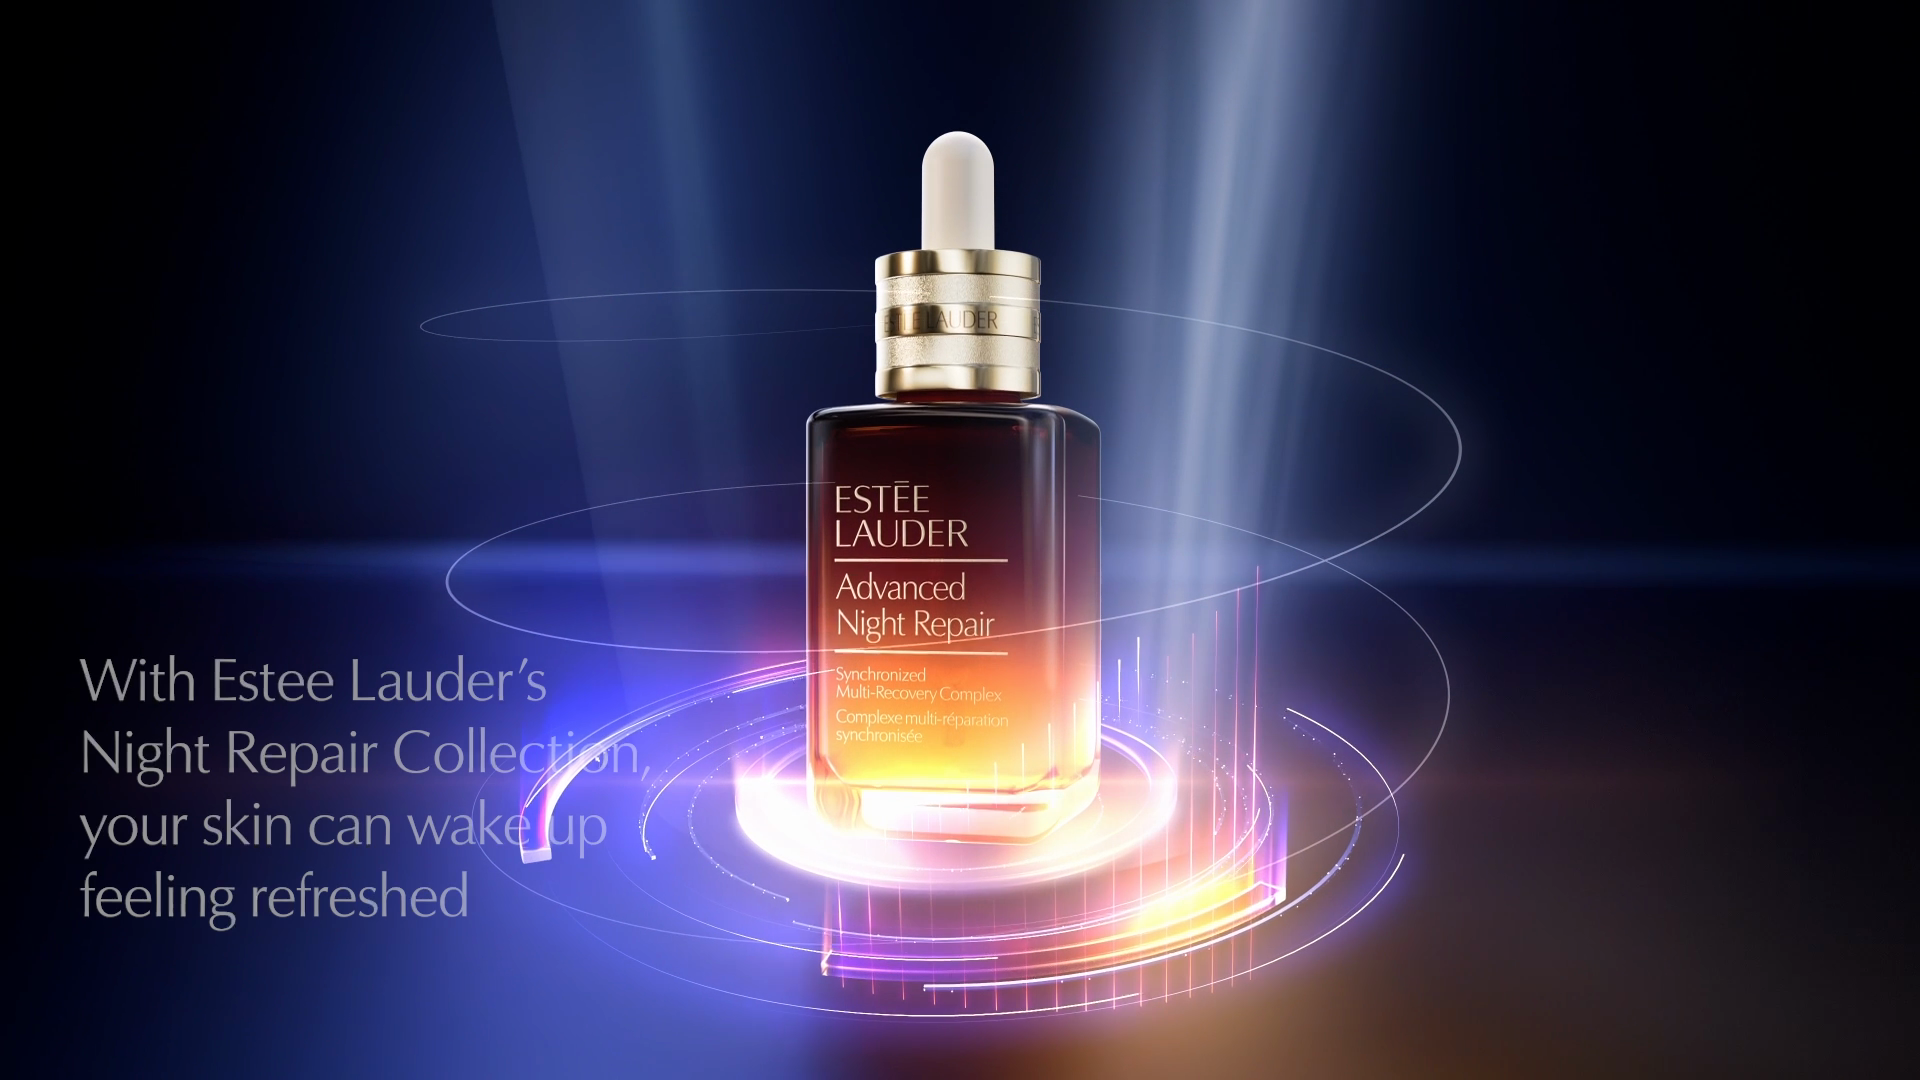 ESTEE LAUDER
ESTĒE
LAUDER
Advanced
Night Repair
Synchronized
Multi-Recovery Complex
Complexe multi-réparation
synchronisée
With Estee Lauder’s
Night Repair Collection,
your skin can wake up
feeling refreshed